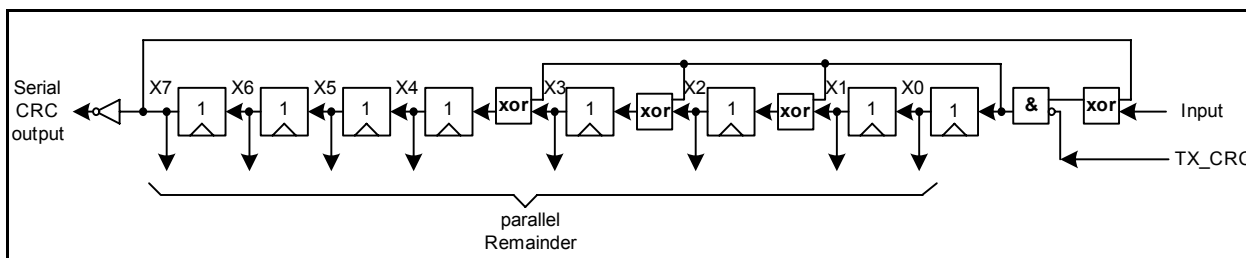 Serial
CRC
output
X7 X6 X5 X4 X3 X2 X1 X0
1 1 1 1 xor 1 xor 1 xor 1 1 & xor
Input
TX_CRC
parallel
Remainder